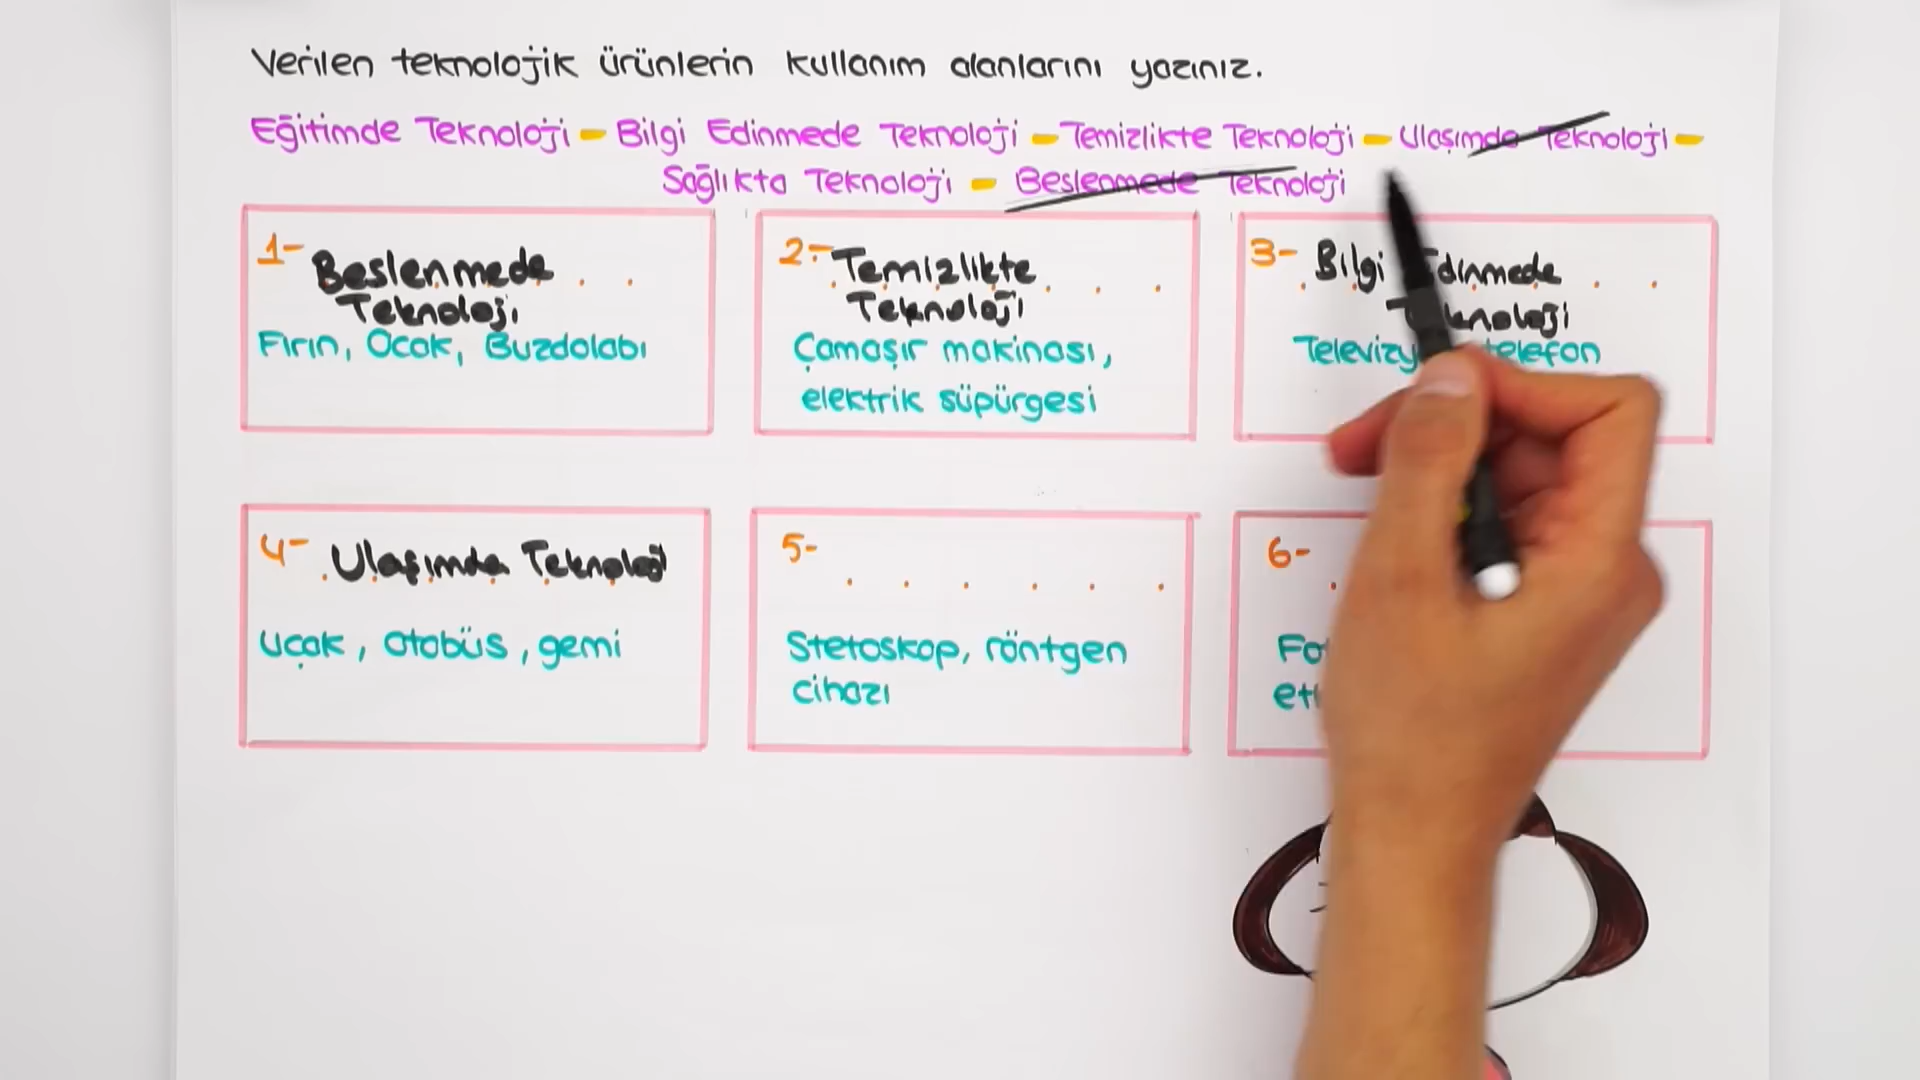 Verilen teknolojik ürünlerin kullanım alanlarını yazınız.
Eğitimde Teknoloji - Bilgi Edinmede Teknoloji - Temizlikte Teknoloji - Ulaşımda Teknoloji -
Sağlıkta Teknoloji - Beslenmede Teknoloji
1- Beslenmede
Teknoloji
Fırın, Ocak, Buzdolabı
2- Temizlikte
Teknoloji
Çamaşır makinası,
elektrik süpürgesi
3- Bilgi
Teknoloji
telefon
4- Ulaşımda Teknoloji
Uçak, otobüs, gemi
5-
Stetoskop, röntgen
cihazı
6-